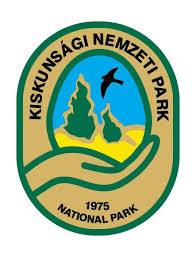 KISKUNSÁGI NEMZETI PARK
1975
NATIONAL PARK